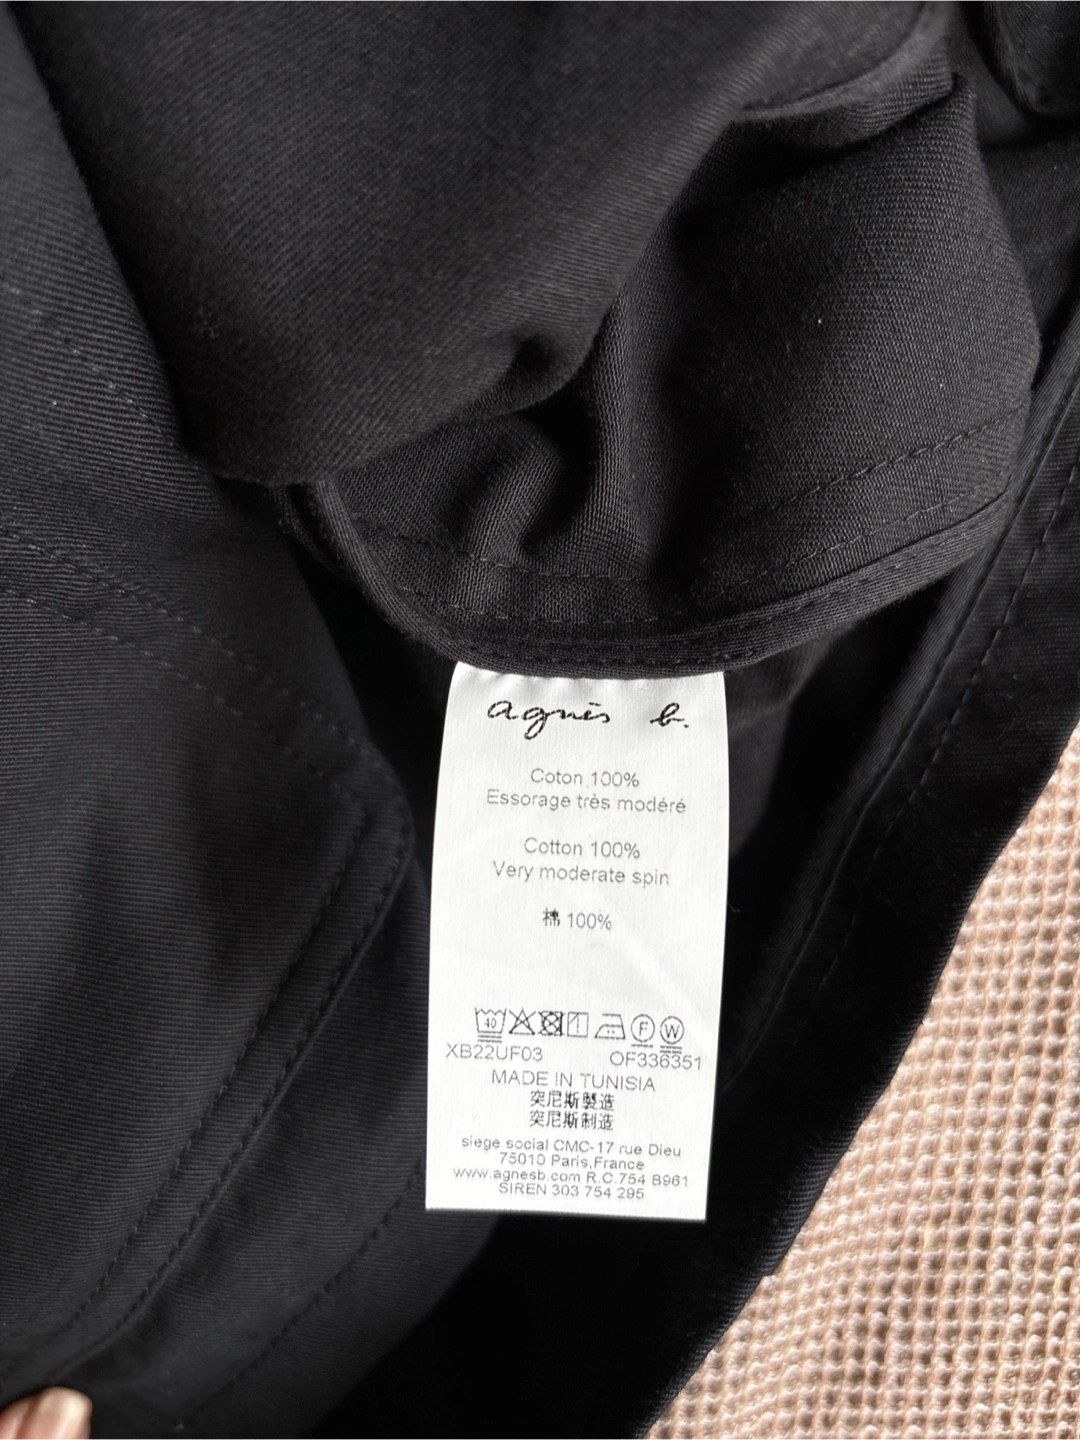 agnès b.
Coton 100%
Essorage très modéré
Cotton 100%
Very moderate spin
棉 100%
40 F W
XB22UF03 OF336351
MADE IN TUNISIA
突尼斯製造
突尼斯制造
siege social CMC-17 rue Dieu
75010 Paris,France
www.agnesb.com R.C.754 B961
SIREN 303 754 295